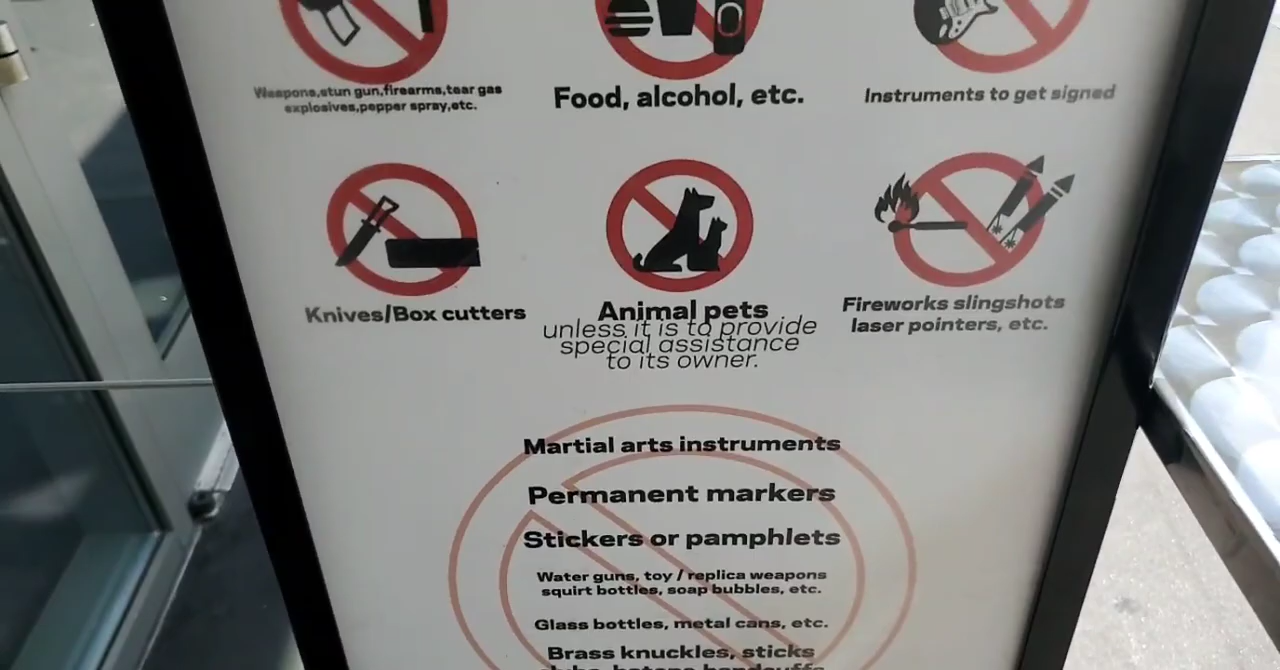 Weapons,stun gun,firearms,tear gas
explosives,pepper spray,etc.
Food, alcohol, etc.
Instruments to get signed
Knives/Box cutters
Animal pets
unless it is to provide
special assistance
to its owner.
Fireworks slingshots
laser pointers, etc.
Martial arts instruments
Permanent markers
Stickers or pamphlets
Water guns, toy / replica weapons
squirt bottles, soap bubbles, etc.
Glass bottles, metal cans, etc.
Brass knuckles, sticks